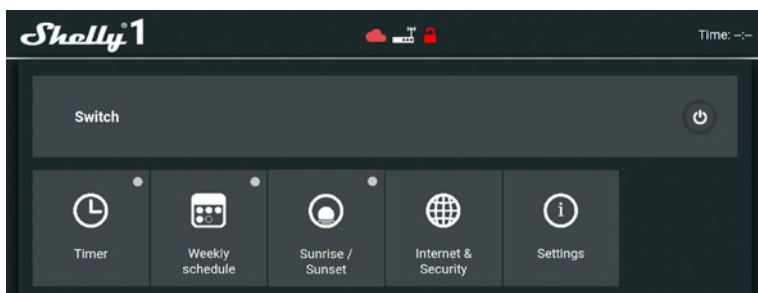 Shelly 1
Time: --:--
Switch
Timer
Weekly
schedule
Sunrise /
Sunset
Internet &
Security
Settings